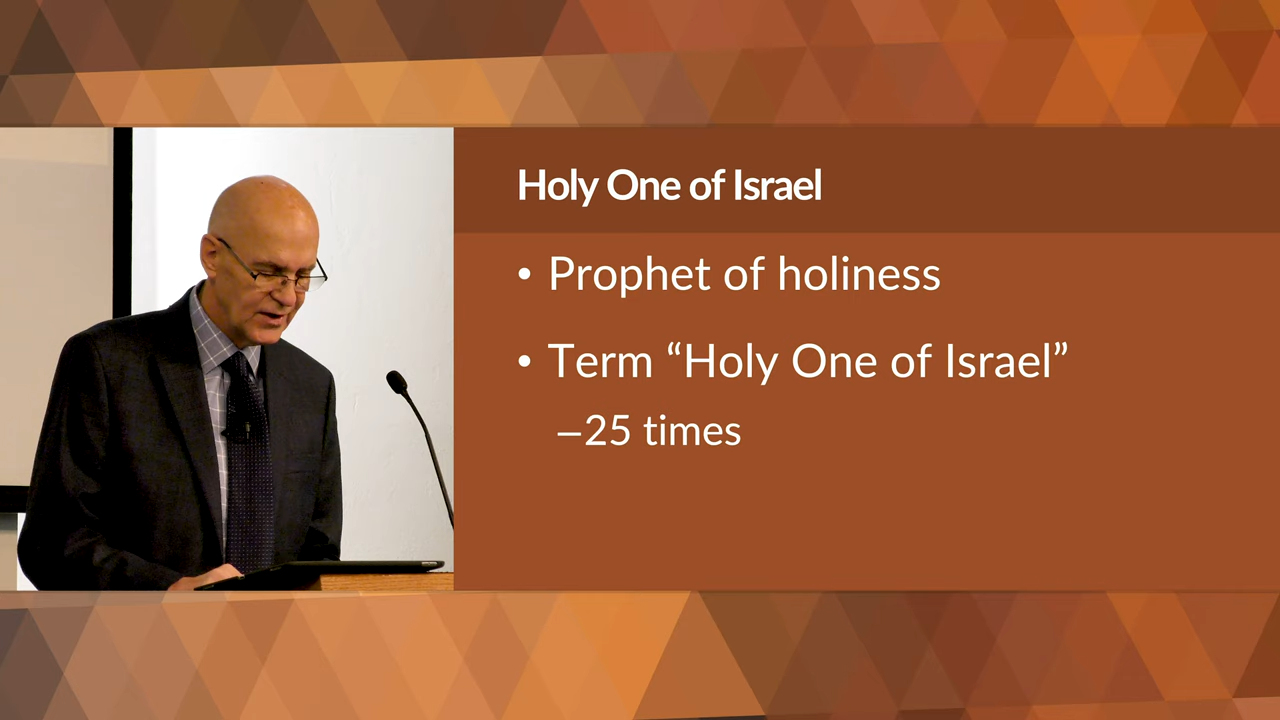 Holy One of Israel
• Prophet of holiness
• Term “Holy One of Israel”
–25 times